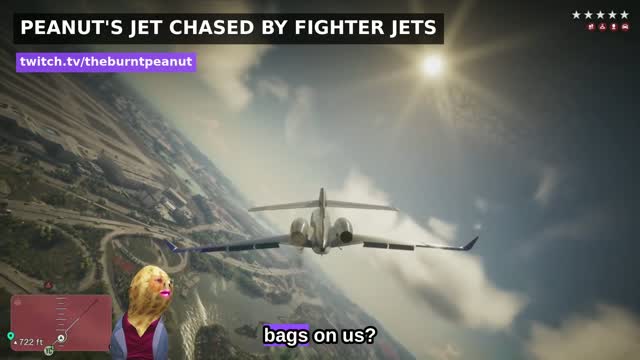 PEANUT'S JET CHASED BY FIGHTER JETS
twitch.tv/theburntpeanut
722 ft
bags on us?